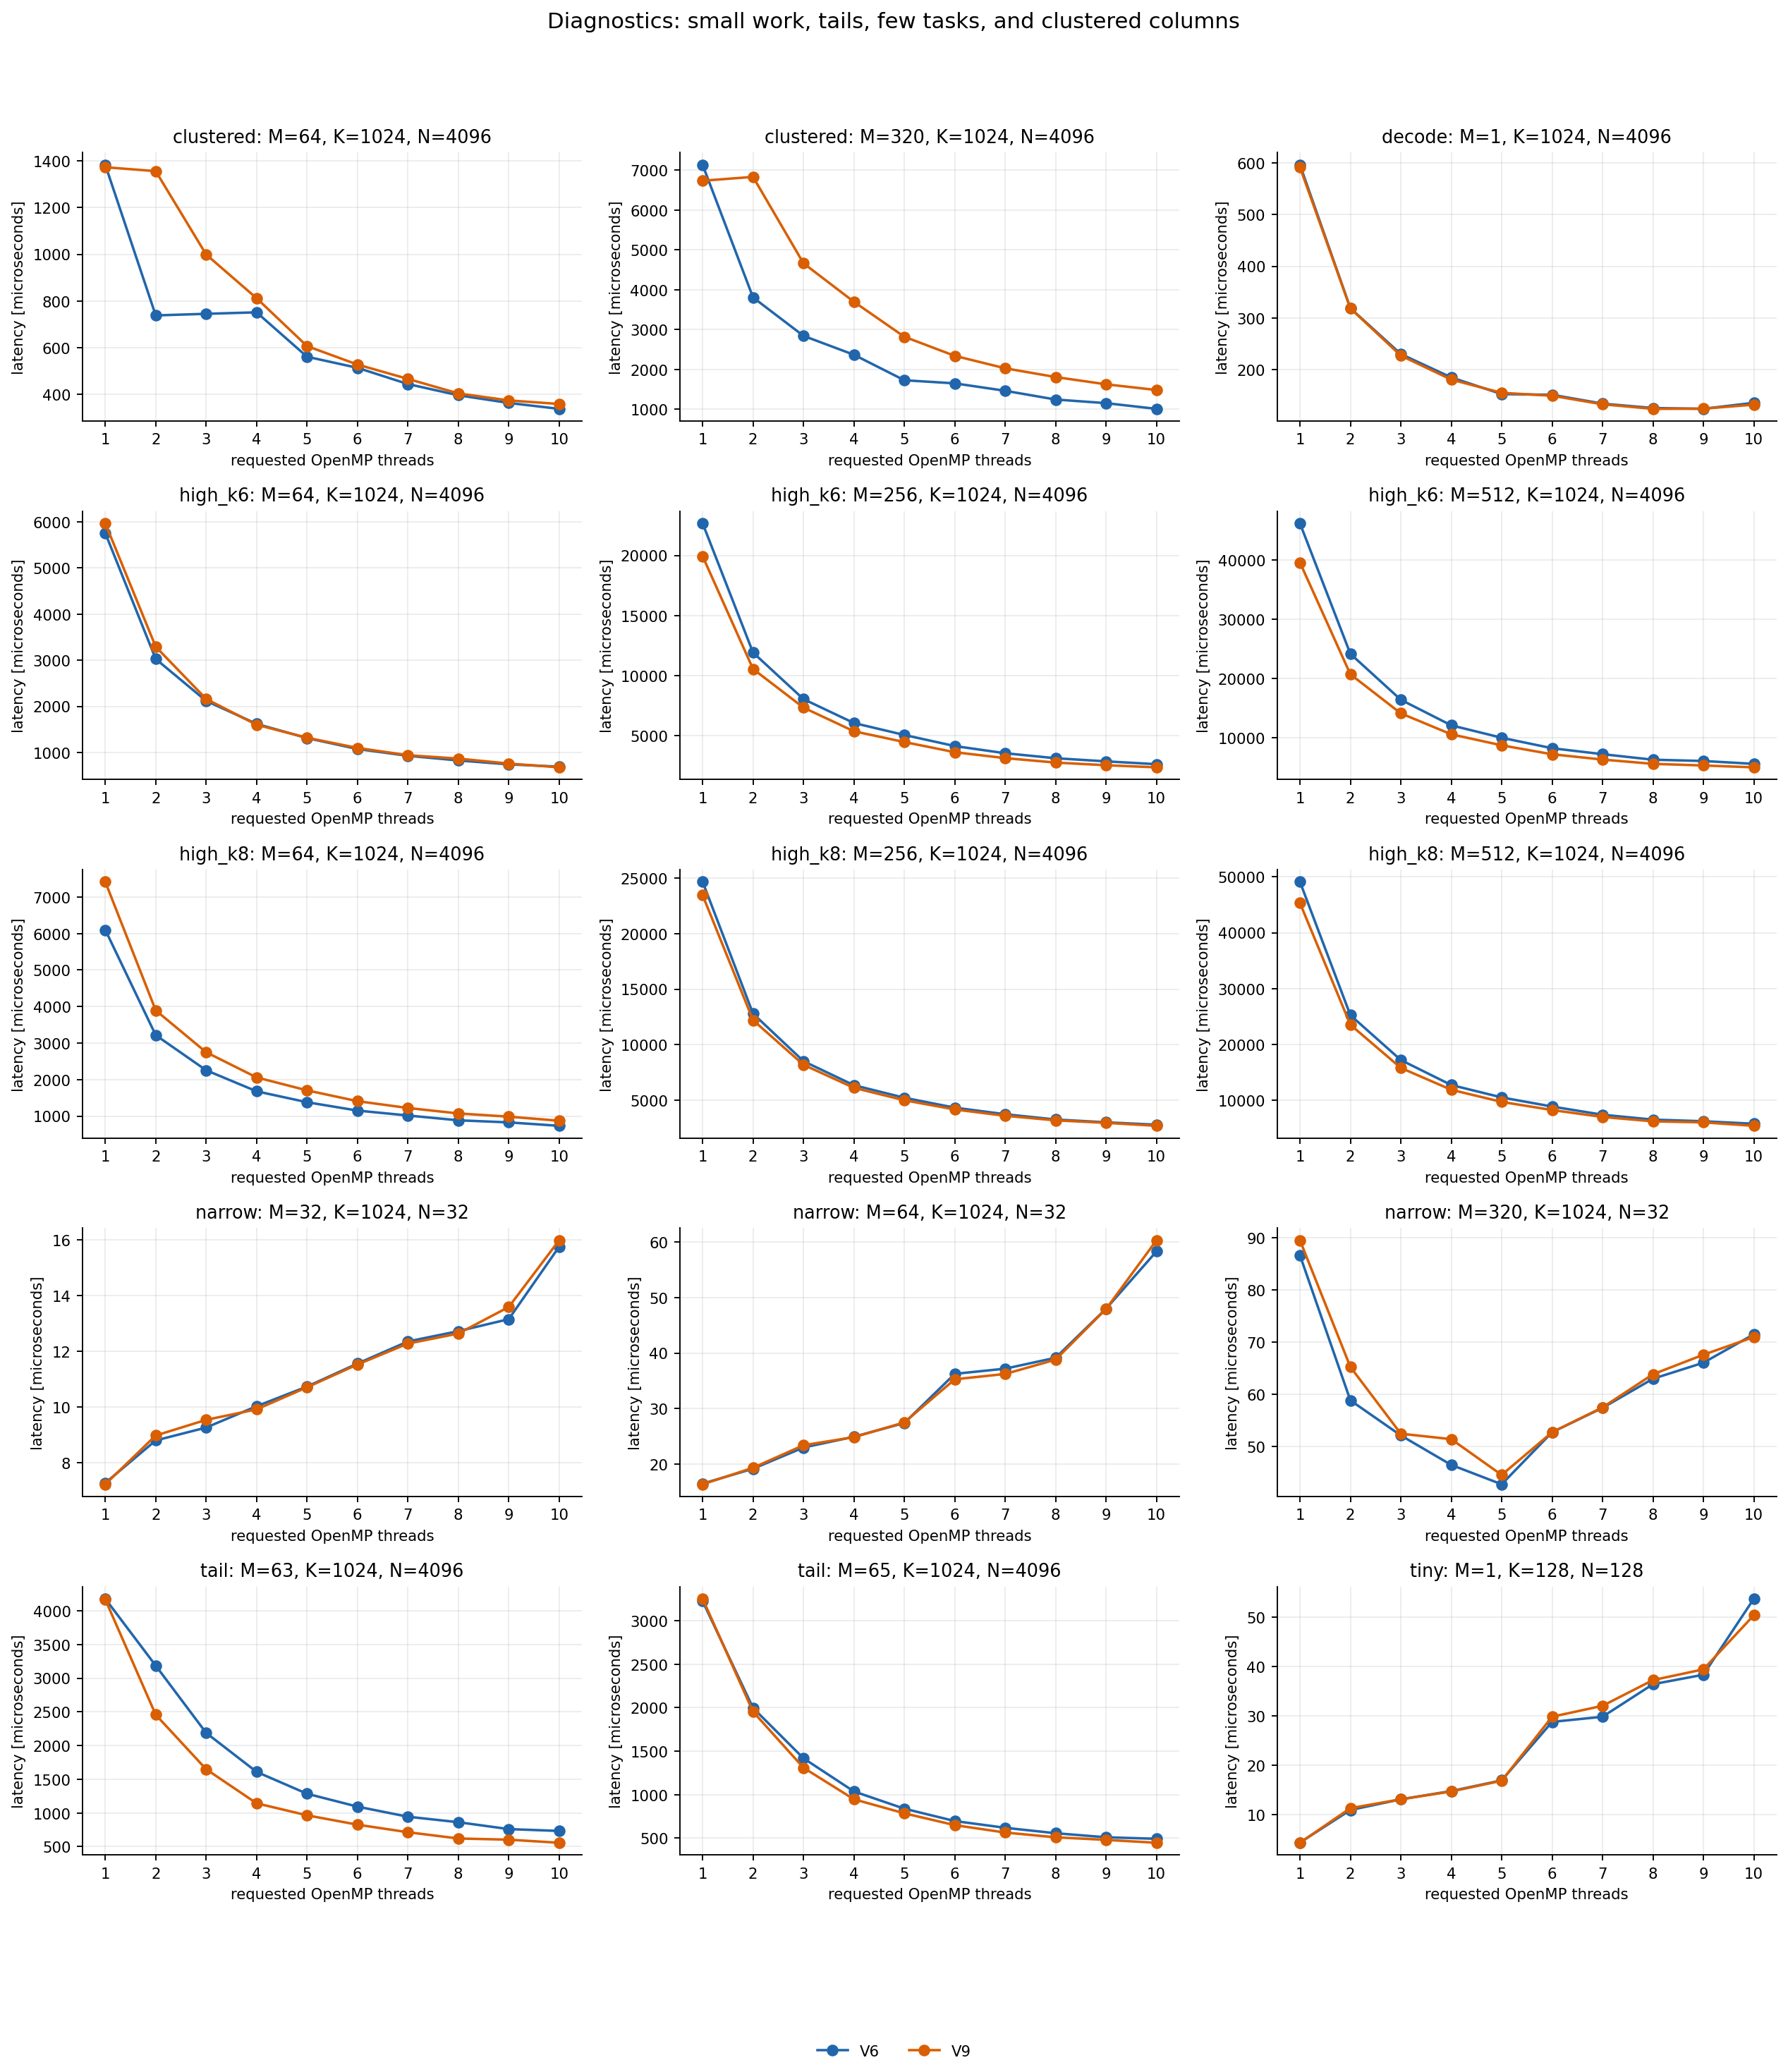 Diagnostics: small work, tails, few tasks, and clustered columns
clustered: M=64, K=1024, N=4096
1400
1200
1000
800
600
400
latency [microseconds]
1 2 3 4 5 6 7 8 9 10
requested OpenMP threads
clustered: M=320, K=1024, N=4096
7000
6000
5000
4000
3000
2000
1000
latency [microseconds]
1 2 3 4 5 6 7 8 9 10
requested OpenMP threads
decode: M=1, K=1024, N=4096
600
500
400
300
200
latency [microseconds]
1 2 3 4 5 6 7 8 9 10
requested OpenMP threads
high_k6: M=64, K=1024, N=4096
6000
5000
4000
3000
2000
1000
latency [microseconds]
1 2 3 4 5 6 7 8 9 10
requested OpenMP threads
high_k6: M=256, K=1024, N=4096
20000
15000
10000
5000
latency [microseconds]
1 2 3 4 5 6 7 8 9 10
requested OpenMP threads
high_k6: M=512, K=1024, N=4096
40000
30000
20000
10000
latency [microseconds]
1 2 3 4 5 6 7 8 9 10
requested OpenMP threads
high_k8: M=64, K=1024, N=4096
7000
6000
5000
4000
3000
2000
1000
latency [microseconds]
1 2 3 4 5 6 7 8 9 10
requested OpenMP threads
high_k8: M=256, K=1024, N=4096
25000
20000
15000
10000
5000
latency [microseconds]
1 2 3 4 5 6 7 8 9 10
requested OpenMP threads
high_k8: M=512, K=1024, N=4096
50000
40000
30000
20000
10000
latency [microseconds]
1 2 3 4 5 6 7 8 9 10
requested OpenMP threads
narrow: M=32, K=1024, N=32
16
14
12
10
8
latency [microseconds]
1 2 3 4 5 6 7 8 9 10
requested OpenMP threads
narrow: M=64, K=1024, N=32
60
50
40
30
20
latency [microseconds]
1 2 3 4 5 6 7 8 9 10
requested OpenMP threads
narrow: M=320, K=1024, N=32
90
80
70
60
50
latency [microseconds]
1 2 3 4 5 6 7 8 9 10
requested OpenMP threads
tail: M=63, K=1024, N=4096
4000
3500
3000
2500
2000
1500
1000
500
latency [microseconds]
1 2 3 4 5 6 7 8 9 10
requested OpenMP threads
tail: M=65, K=1024, N=4096
3000
2500
2000
1500
1000
500
latency [microseconds]
1 2 3 4 5 6 7 8 9 10
requested OpenMP threads
tiny: M=1, K=128, N=128
50
40
30
20
10
latency [microseconds]
1 2 3 4 5 6 7 8 9 10
requested OpenMP threads
V6 V9